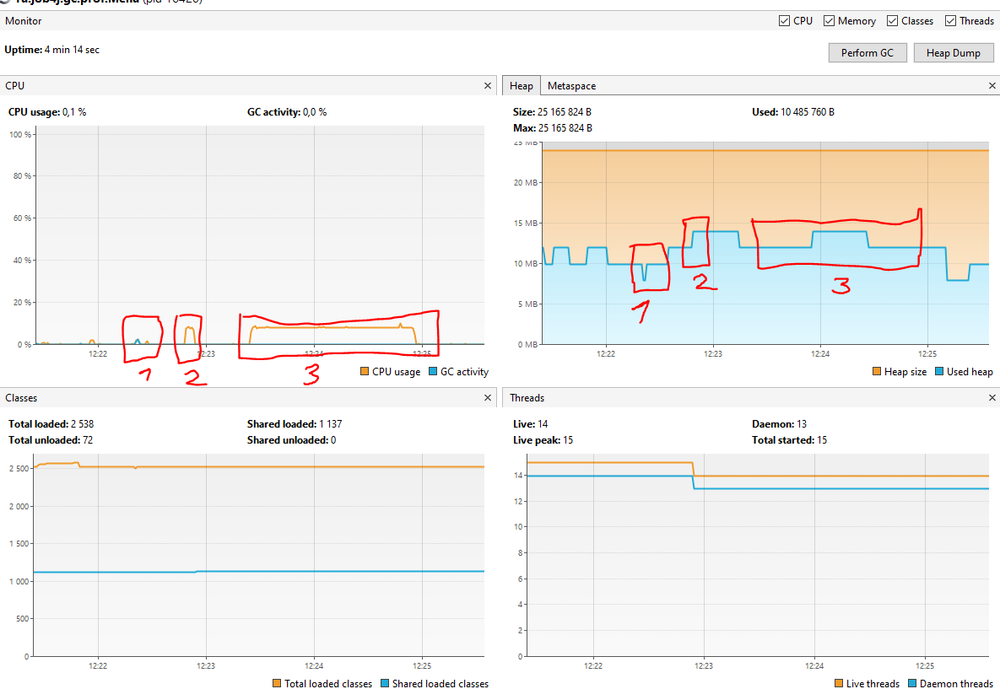 ru.job4j.gc.prof.Menu (pid 16420)
Monitor
CPU Memory Classes Threads
Uptime: 4 min 14 sec
Perform GC Heap Dump
CPU ×
CPU usage: 0,1 % GC activity: 0,0 %
100 %
80 %
60 %
40 %
20 %
0 %
12:22 12:23 12:24 12:25
1 2 3
CPU usage GC activity
Heap Metaspace ×
Size: 25 165 824 B Used: 10 485 760 B
Max: 25 165 824 B
25 MB
20 MB
15 MB
10 MB
5 MB
0 MB
1 2 3
12:22 12:23 12:24 12:25
Heap size Used heap
Classes ×
Total loaded: 2 538 Shared loaded: 1 137
Total unloaded: 72 Shared unloaded: 0
2 500
2 000
1 500
1 000
500
0
12:22 12:23 12:24 12:25
Total loaded classes Shared loaded classes
Threads ×
Live: 14 Daemon: 13
Live peak: 15 Total started: 15
14
12
10
8
6
4
2
0
12:22 12:23 12:24 12:25
Live threads Daemon threads